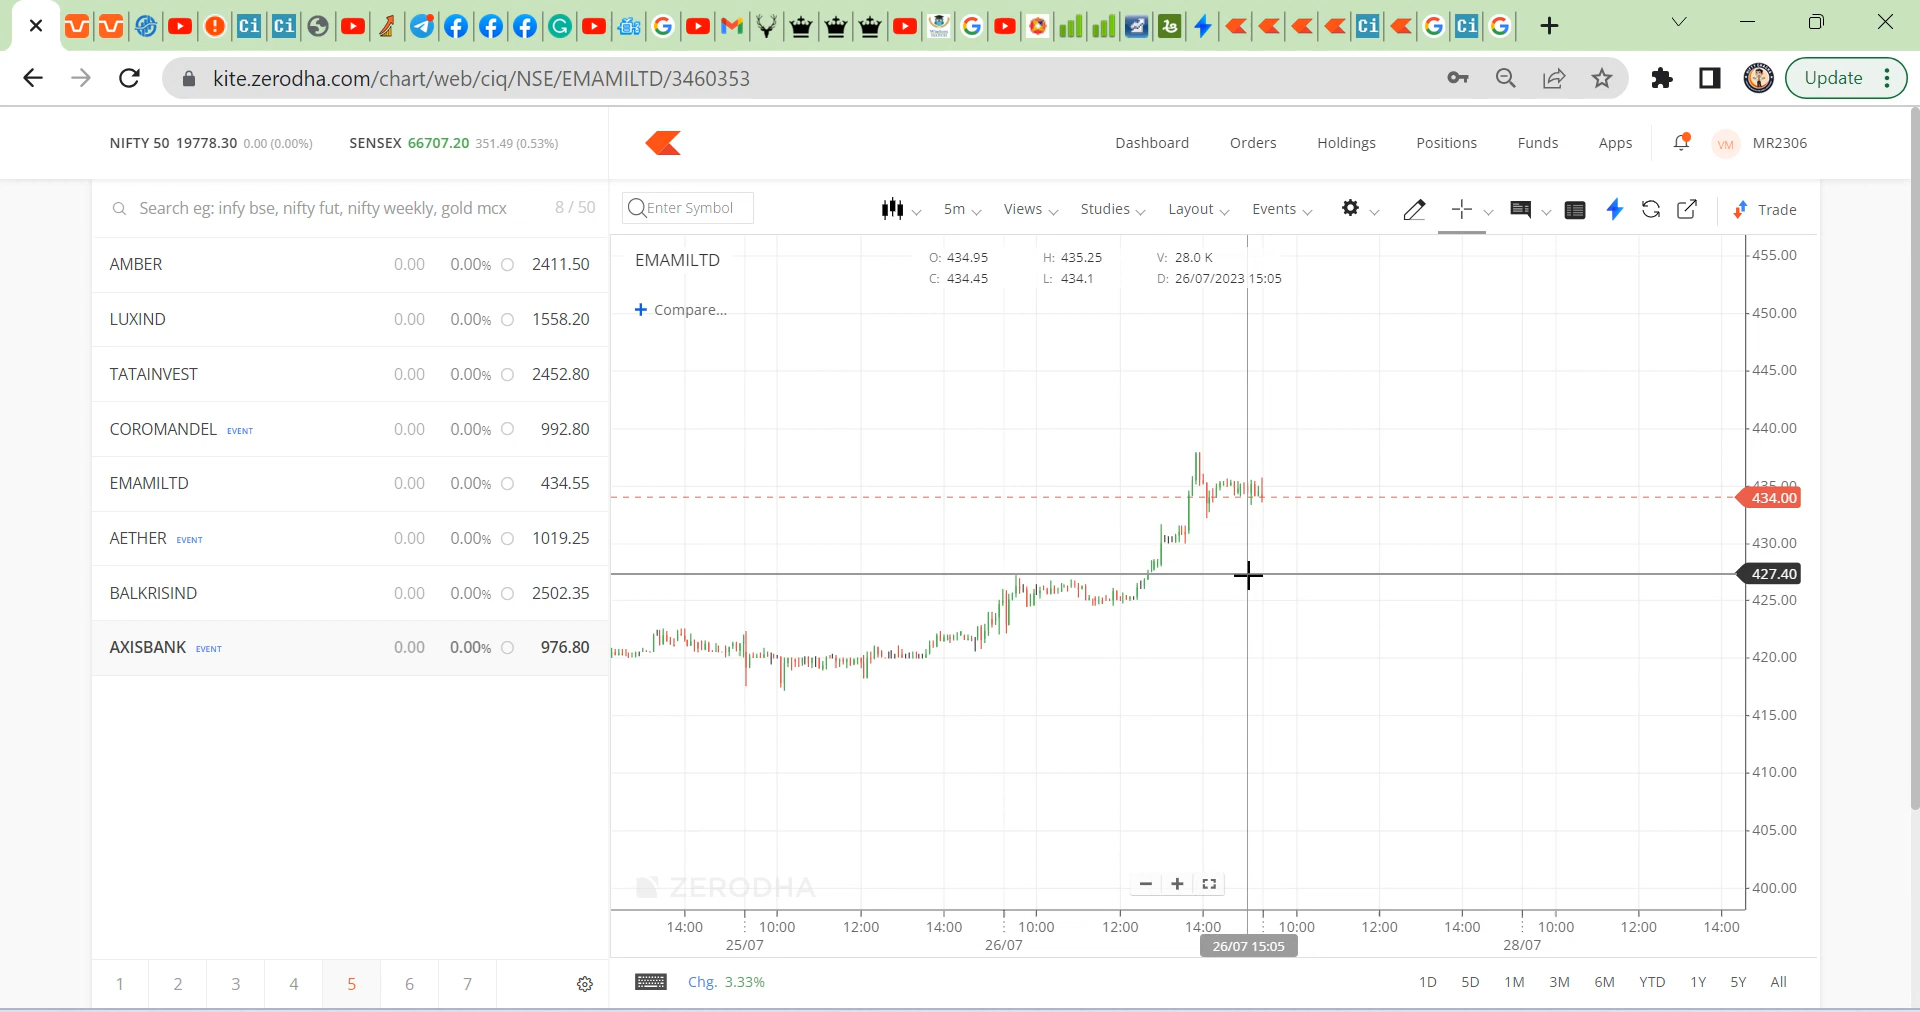 kite.zerodha.com/chart/web/ciq/NSE/EMAMILTD/3460353
Update
NIFTY 50 19778.30 0.00 (0.00%) SENSEX 66707.20 351.49 (0.53%)
Dashboard Orders Holdings Positions Funds Apps VM MR2306
Search eg: infy bse, nifty fut, nifty weekly, gold mcx 8 / 50
Enter Symbol 5m Views Studies Layout Events Trade
AMBER 0.00 0.00% 2411.50
LUXIND 0.00 0.00% 1558.20
TATAINVEST 0.00 0.00% 2452.80
COROMANDEL EVENT 0.00 0.00% 992.80
EMAMILTD 0.00 0.00% 434.55
AETHER EVENT 0.00 0.00% 1019.25
BALKRISIND 0.00 0.00% 2502.35
AXISBANK EVENT 0.00 0.00% 976.80
1 2 3 4 5 6 7
EMAMILTD
O: 434.95 H: 435.25 V: 28.0 K
C: 434.45 L: 434.1 D: 26/07/2023 15:05
+ Compare...
455.00
450.00
445.00
440.00
435.00
434.00
430.00
427.40
425.00
420.00
415.00
410.00
405.00
400.00
ZERODHA
14:00 10:00 12:00 14:00 10:00 12:00 14:00 10:00 12:00 14:00 10:00 12:00 14:00
25/07 26/07 26/07 15:05 28/07
Chg. 3.33% 1D 5D 1M 3M 6M YTD 1Y 5Y All